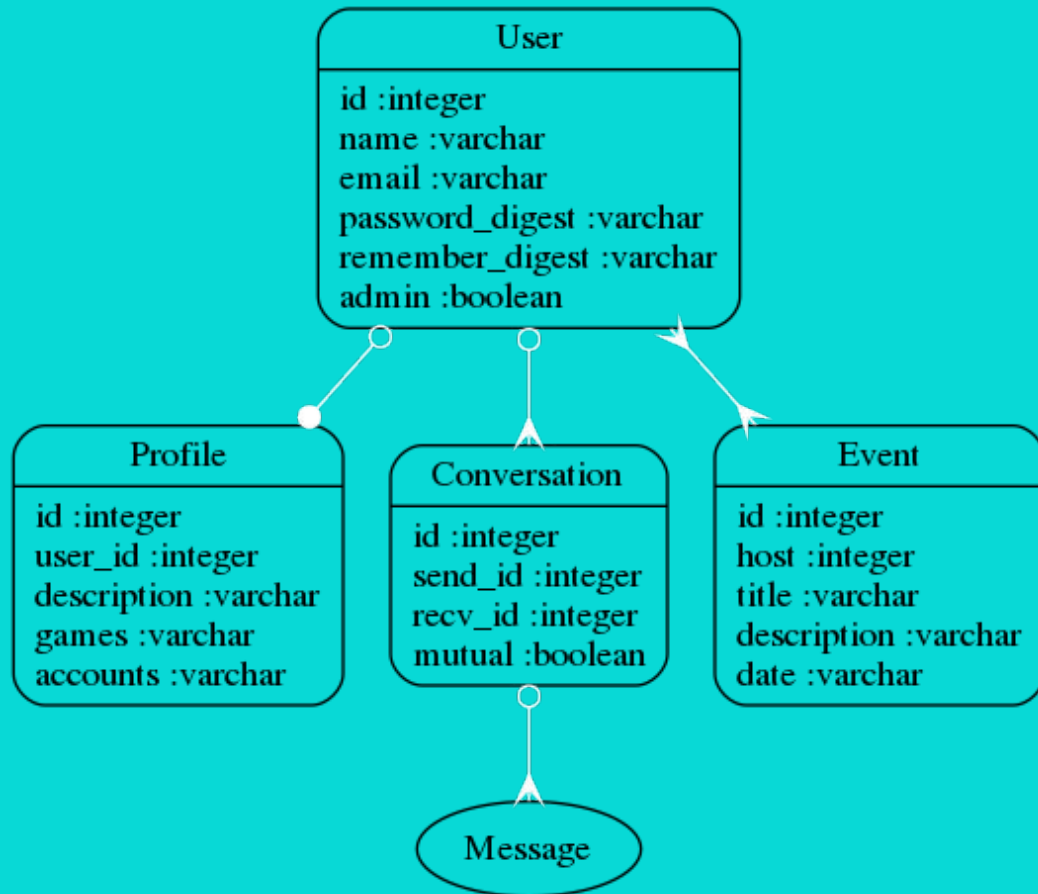 User
id :integer
name :varchar
email :varchar
password_digest :varchar
remember_digest :varchar
admin :boolean
Profile
id :integer
user_id :integer
description :varchar
games :varchar
accounts :varchar
Conversation
id :integer
send_id :integer
recv_id :integer
mutual :boolean
Event
id :integer
host :integer
title :varchar
description :varchar
date :varchar
Message